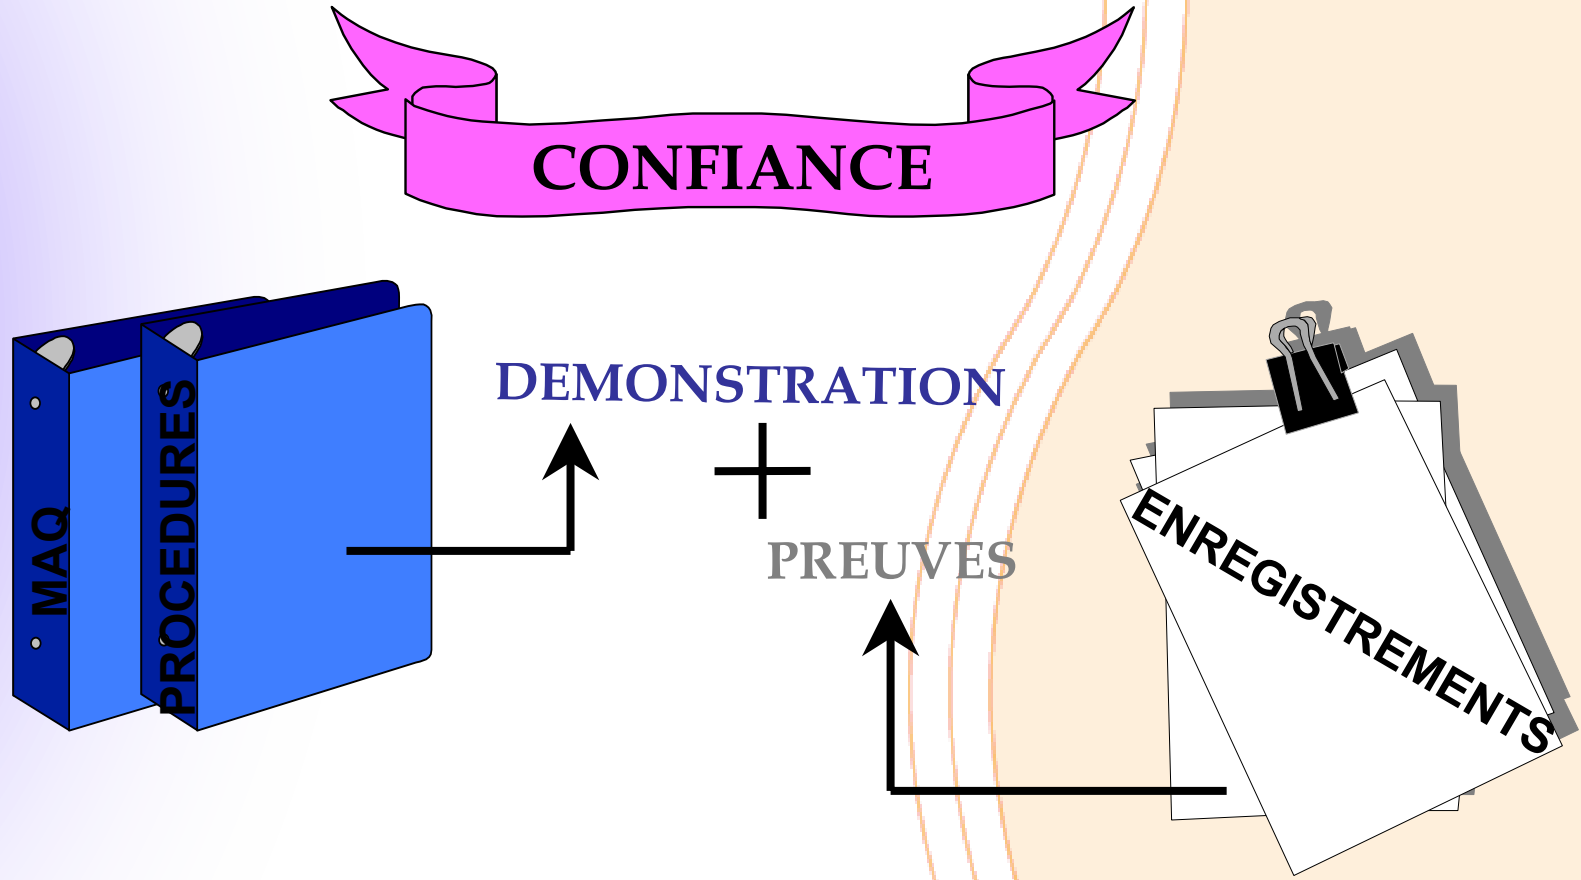 CONFIANCE
DEMONSTRATION
PREUVES
MAQ
PROCEDURES
ENREGISTREMENTS